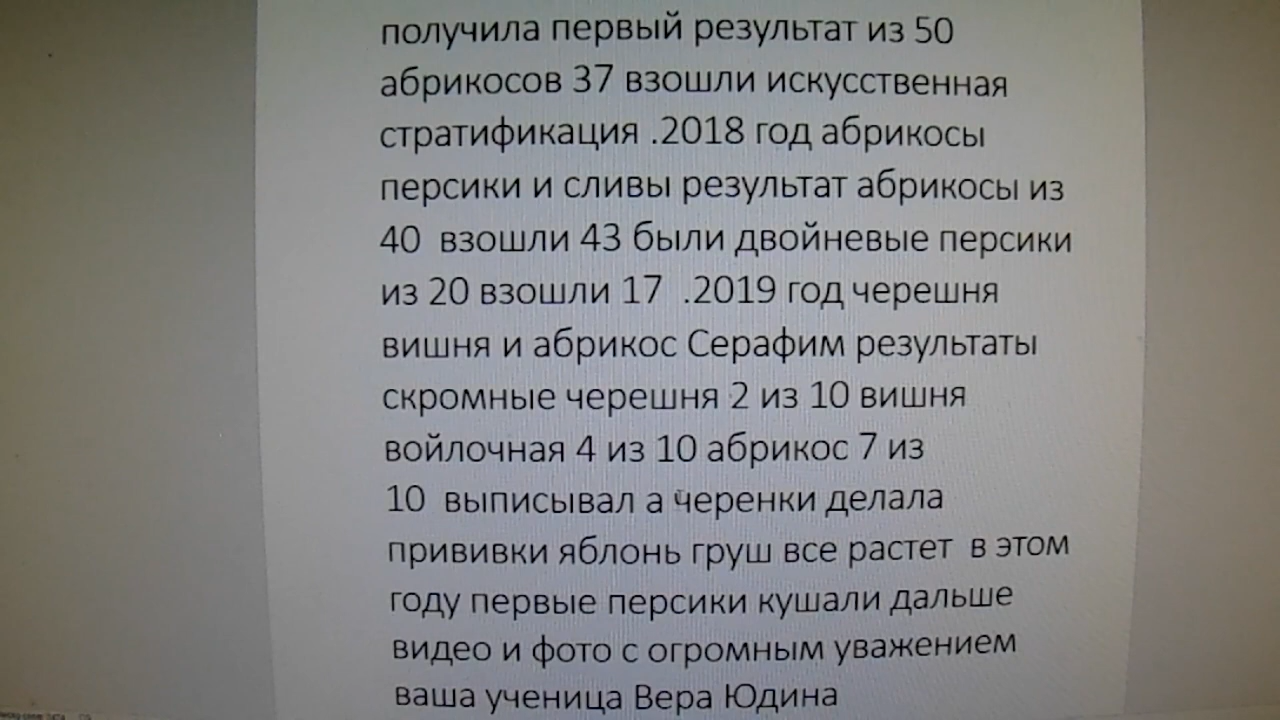 получила первый результат из 50
абрикосов 37 взошли искусственная
стратификация .2018 год абрикосы
персики и сливы результат абрикосы из
40 взошли 43 были двойневые персики
из 20 взошли 17 .2019 год черешня
вишня и абрикос Серафим результаты
скромные черешня 2 из 10 вишня
войлочная 4 из 10 абрикос 7 из
10 выписывал а черенки делала
прививки яблонь груш все растет в этом
году первые персики кушали дальше
видео и фото с огромным уважением
ваша ученица Вера Юдина